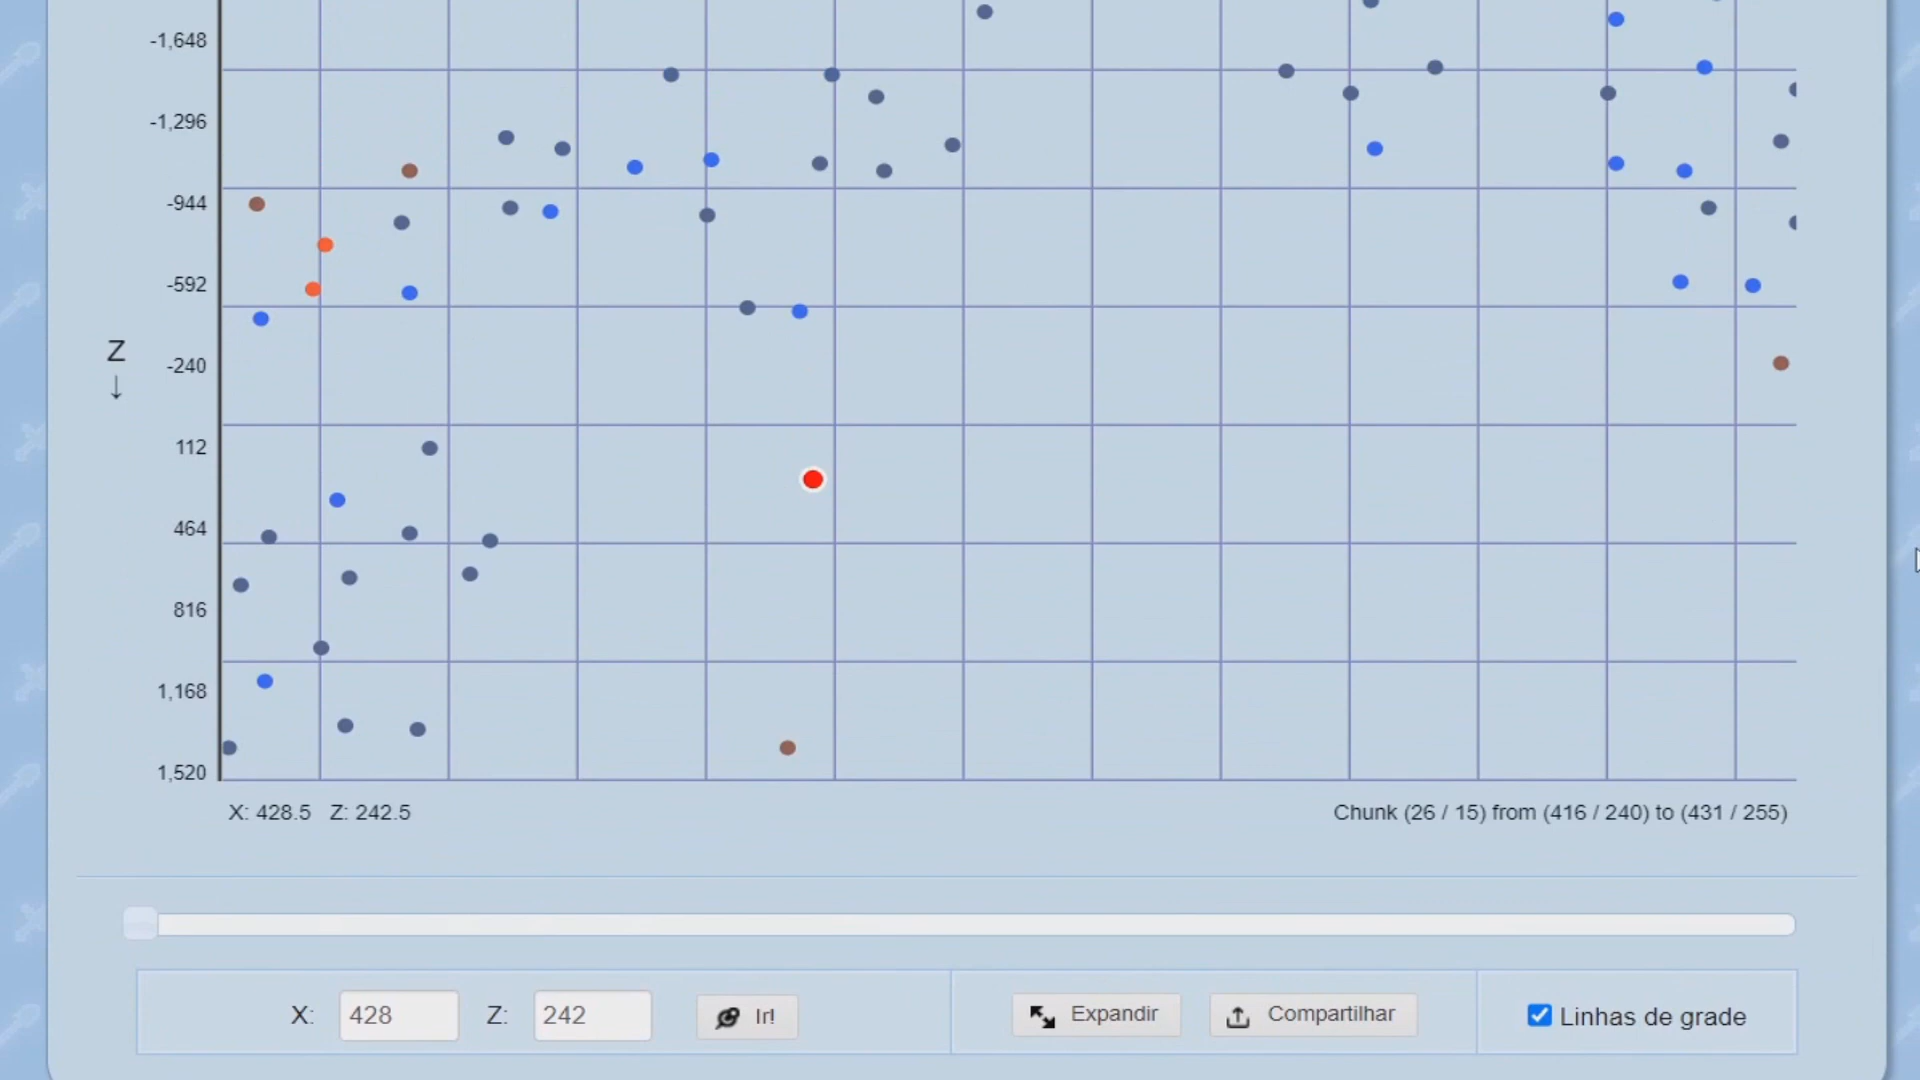 -1,648
-1,296
-944
-592
Z
↓
-240
112
464
816
1,168
1,520
X: 428.5 Z: 242.5
Chunk (26 / 15) from (416 / 240) to (431 / 255)
X: 428 Z: 242 Ir!
Expandir
Compartilhar
Linhas de grade